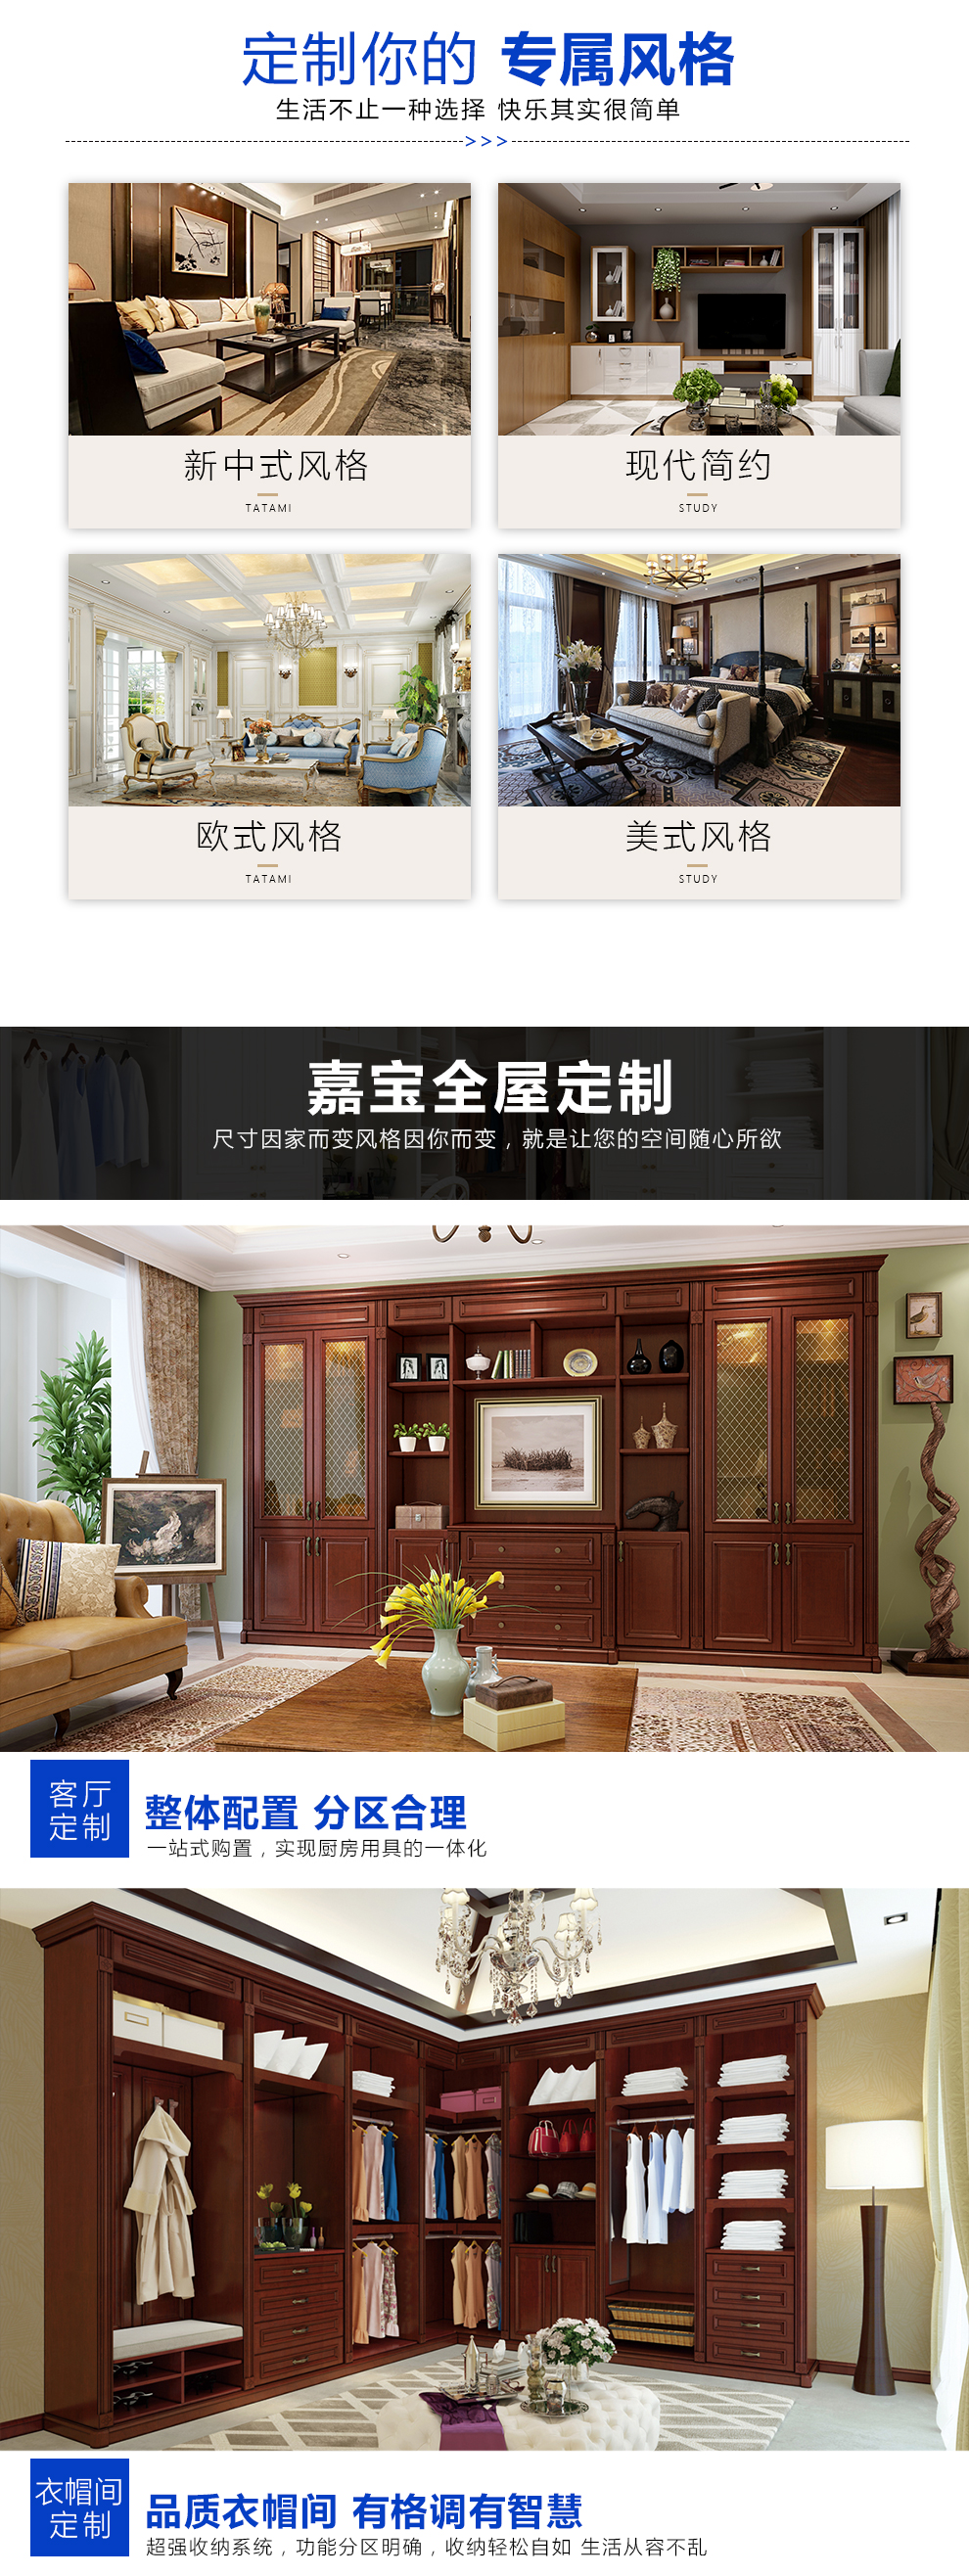 定制你的 专属风格
生活不止一种选择 快乐其实很简单
>>>
新中式风格
TATAMI
现代简约
STUDY
欧式风格
TATAMI
美式风格
STUDY
嘉宝全屋定制
尺寸因家而变风格因你而变，就是让您的空间随心所欲
客厅
定制
整体配置 分区合理
一站式购置，实现厨房用具的一体化
衣帽间
定制
品质衣帽间 有格调有智慧
超强收纳系统，功能分区明确，收纳轻松自如 生活从容不乱